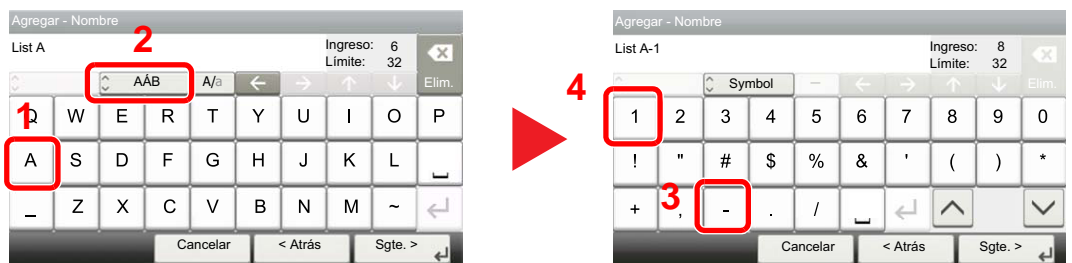 Agregar - Nombre
List A
Ingreso: 6
Límite: 32
2
AÁB
A/a
Elim.
1
Q W E R T Y U I O P
A S D F G H J K L
_ Z X C V B N M ~
Cancelar < Atrás Sgte. >
Agregar - Nombre
List A-1
Ingreso: 8
Límite: 32
4
Symbol
Elim.
1 2 3 4 5 6 7 8 9 0
! " # $ % & ' ( ) *
3
+ , - . /
Cancelar < Atrás Sgte. >